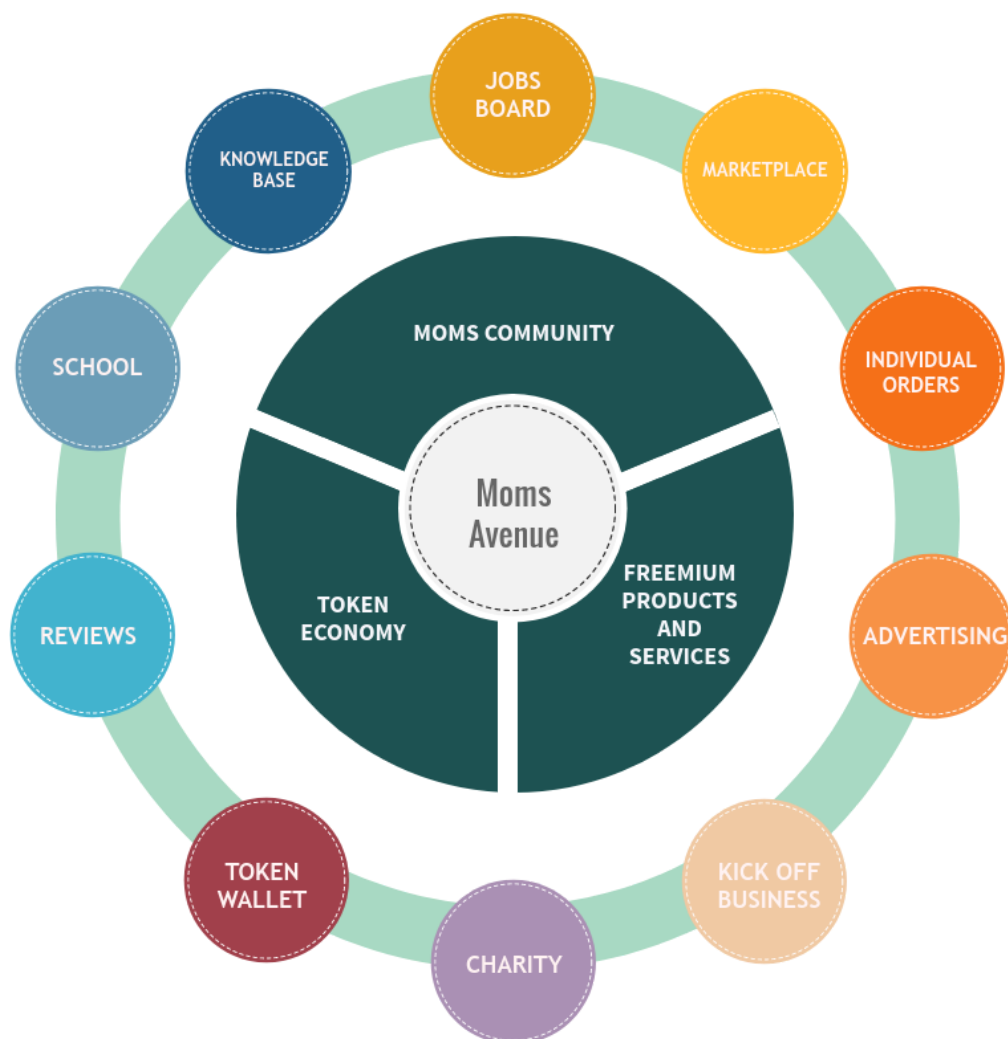 JOBS
BOARD
KNOWLEDGE
BASE
MARKETPLACE
MOMS COMMUNITY
SCHOOL
INDIVIDUAL
ORDERS
Moms
Avenue
TOKEN
ECONOMY
FREEMIUM
PRODUCTS
AND
SERVICES
REVIEWS
ADVERTISING
TOKEN
WALLET
KICK OFF
BUSINESS
CHARITY